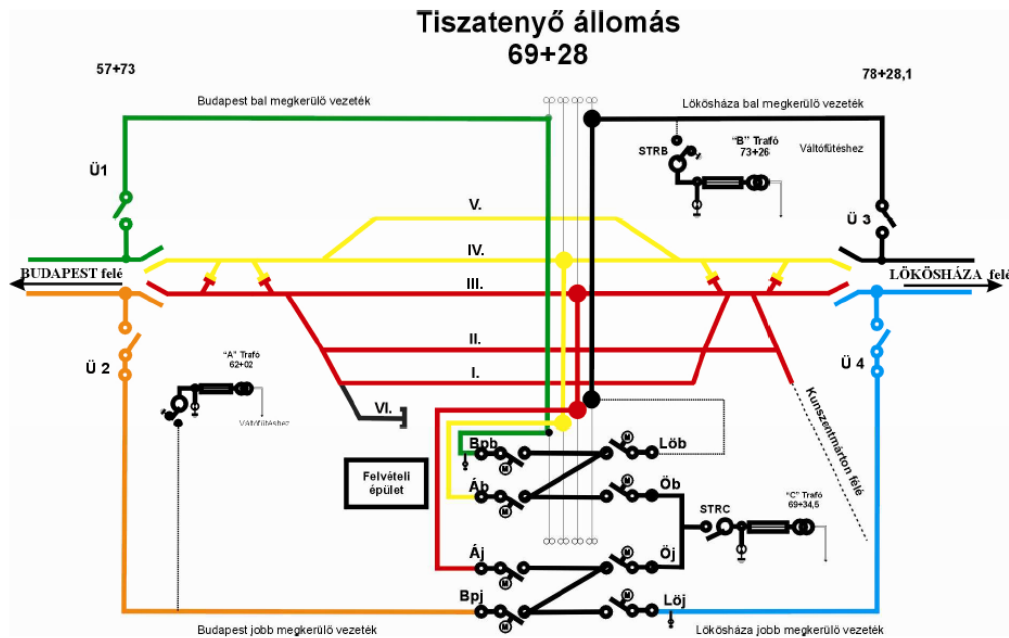 Tiszatenyő állomás
69+28
57+73
78+28,1
Budapest bal megkerülő vezeték
Lökösháza bal megkerülő vezeték
STRB
"B" Trafó
73+26
Váltófűtéshez
Ü1
Ü 3
V.
IV.
BUDAPEST felé
III.
LÖKÖSHÁZA felé
II.
Ü 2
"A" Trafó
62+02
Ü 4
I.
Váltófűtéshez
VI.
Kunszentmárton félé
Felvételi
épület
Bpb
M
M
Löb
Áb
M
M
Öb
STRC
"C" Trafó
69+34,5
Áj
M
M
Öj
Bpj
M
M
Löj
Budapest jobb megkerülő vezeték
Lökösháza jobb megkerülő vezeték